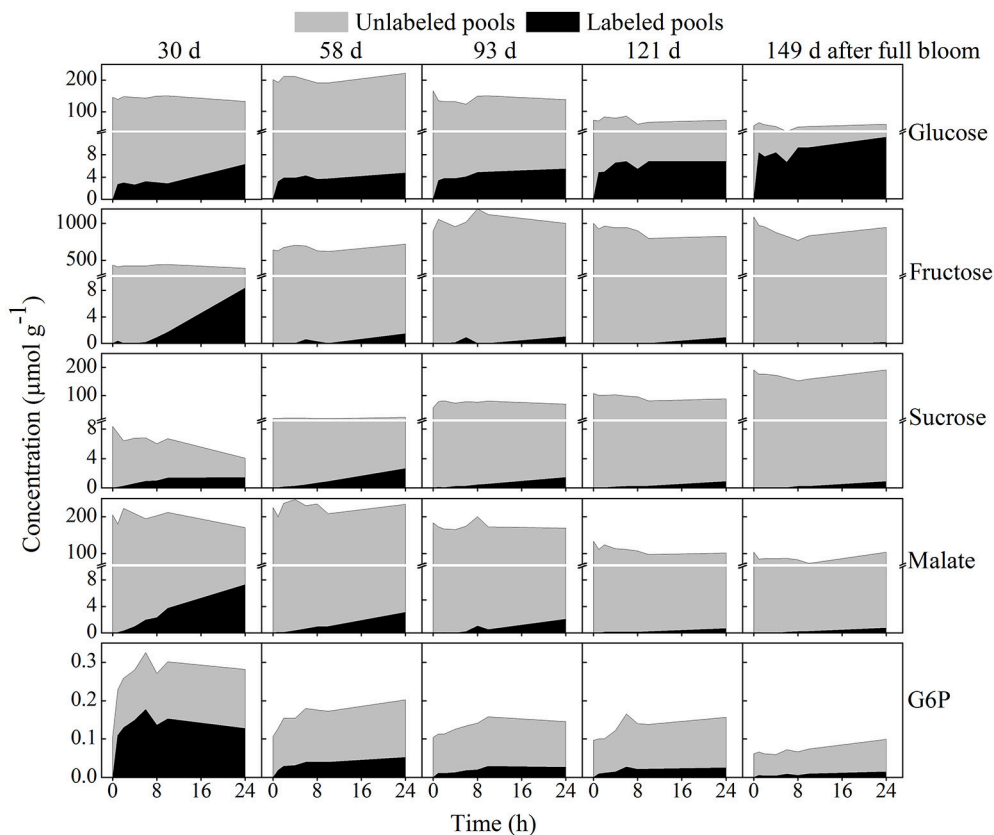 Unlabeled pools Labeled pools
30 d 58 d 93 d 121 d 149 d after full bloom
200
100
8
4
0
Glucose
1000
500
8
4
0
Fructose
200
100
8
4
0
Sucrose
200
100
8
4
0
Malate
0.3
0.2
0.1
0.0
G6P
0 8 16 24 0 8 16 24 0 8 16 24 0 8 16 24 0 8 16 24
Time (h)
Concentration (µmol g⁻¹)